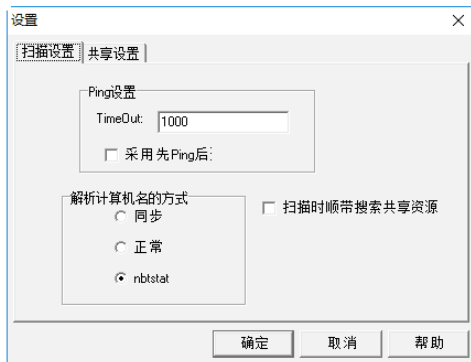 设置
扫描设置
共享设置
Ping设置
TimeOut:
1000
采用先Ping后:
解析计算机名的方式
同步
扫描时顺带搜索共享资源
正常
nbtstat
确定
取消
帮助